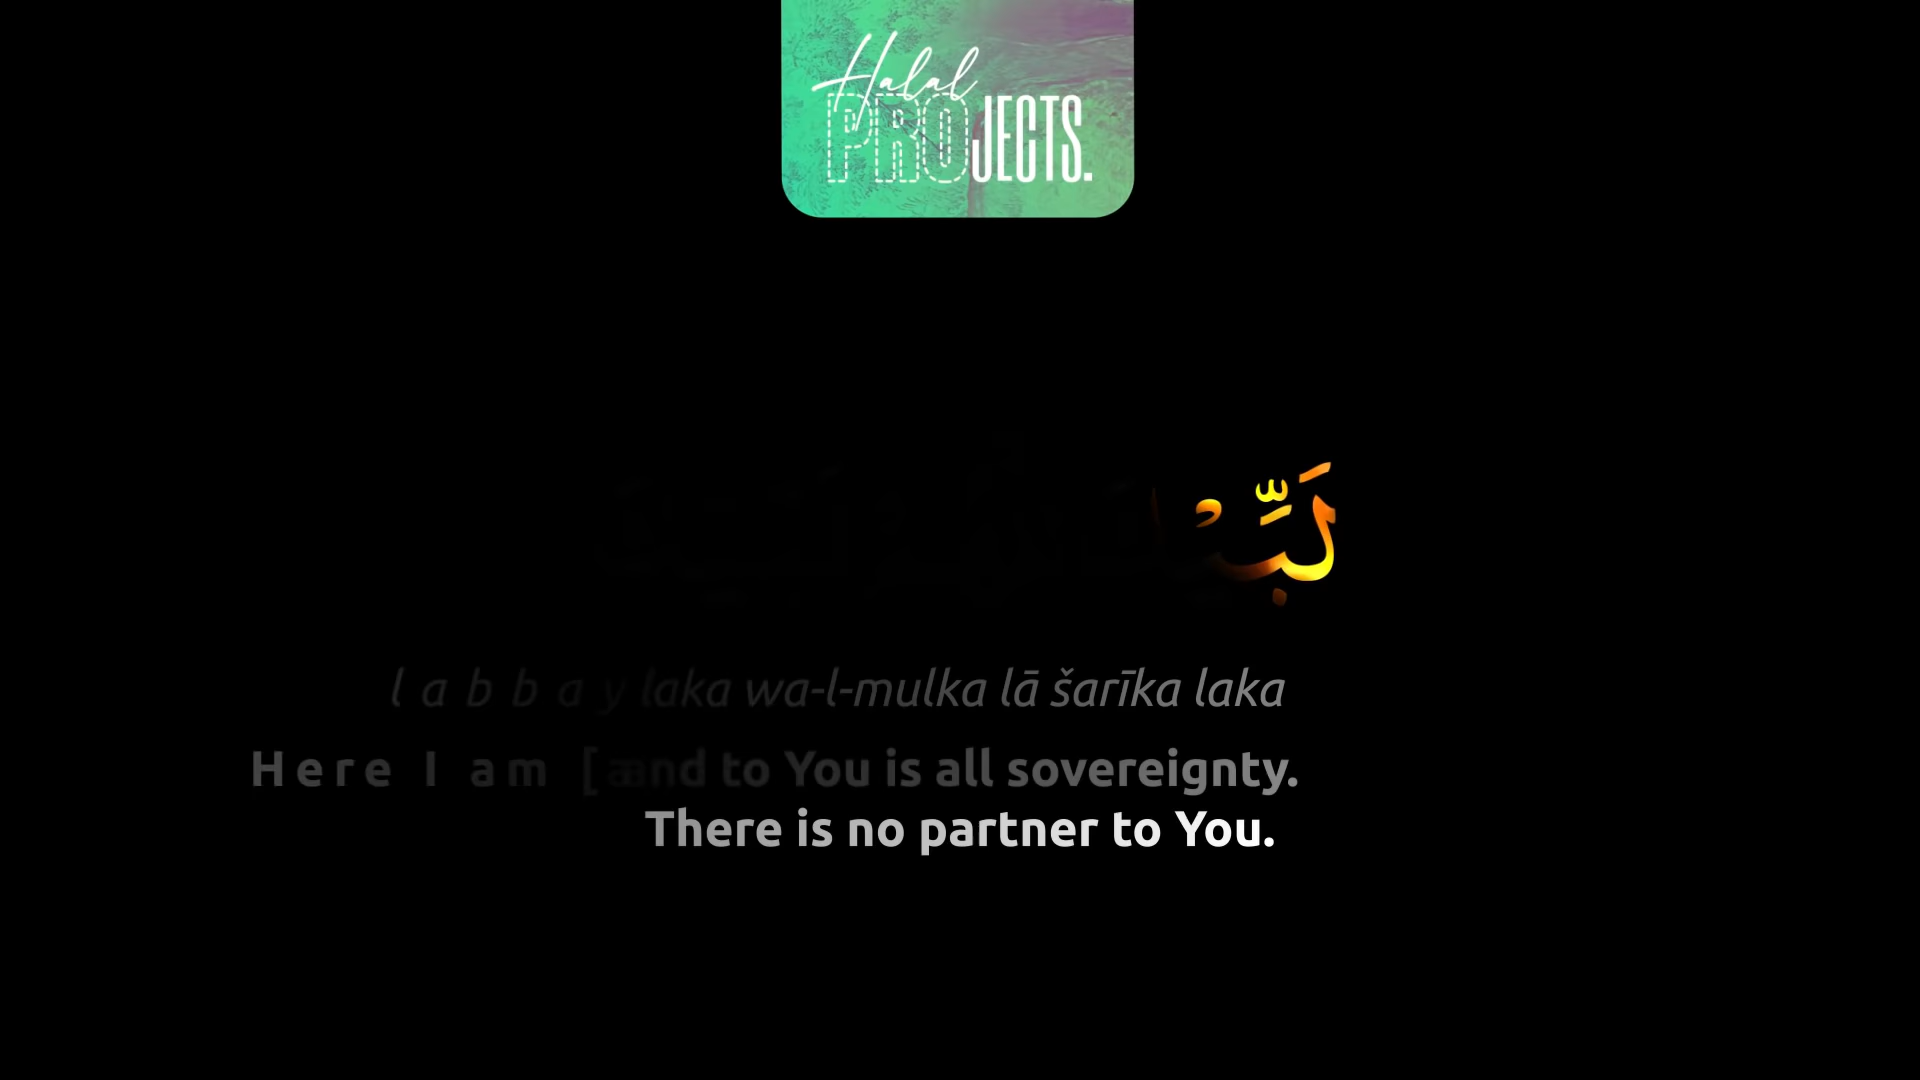 Halal
PROJECTS.
لَبَّيْ
labbay laka wa-l-mulka lā šarīka laka
Here I am [ and to You is all sovereignty.
There is no partner to You.